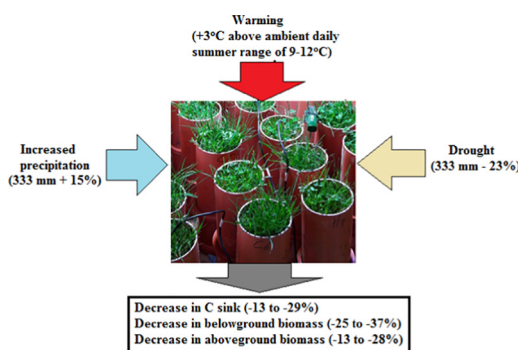 Warming
(+3°C above ambient daily
summer range of 9-12°C)
Increased
precipitation
(333 mm + 15%)
Drought
(333 mm - 23%)
Decrease in C sink (-13 to -29%)
Decrease in belowground biomass (-25 to -37%)
Decrease in aboveground biomass (-13 to -28%)